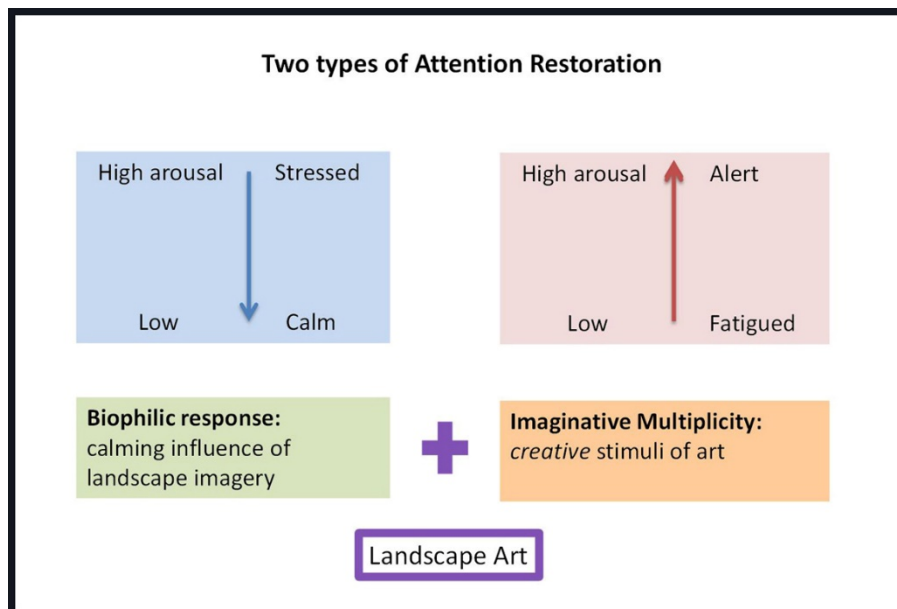 Two types of Attention Restoration
High arousal Stressed
Low Calm
High arousal Alert
Low Fatigued
Biophilic response:
calming influence of
landscape imagery
Imaginative Multiplicity:
creative stimuli of art
Landscape Art